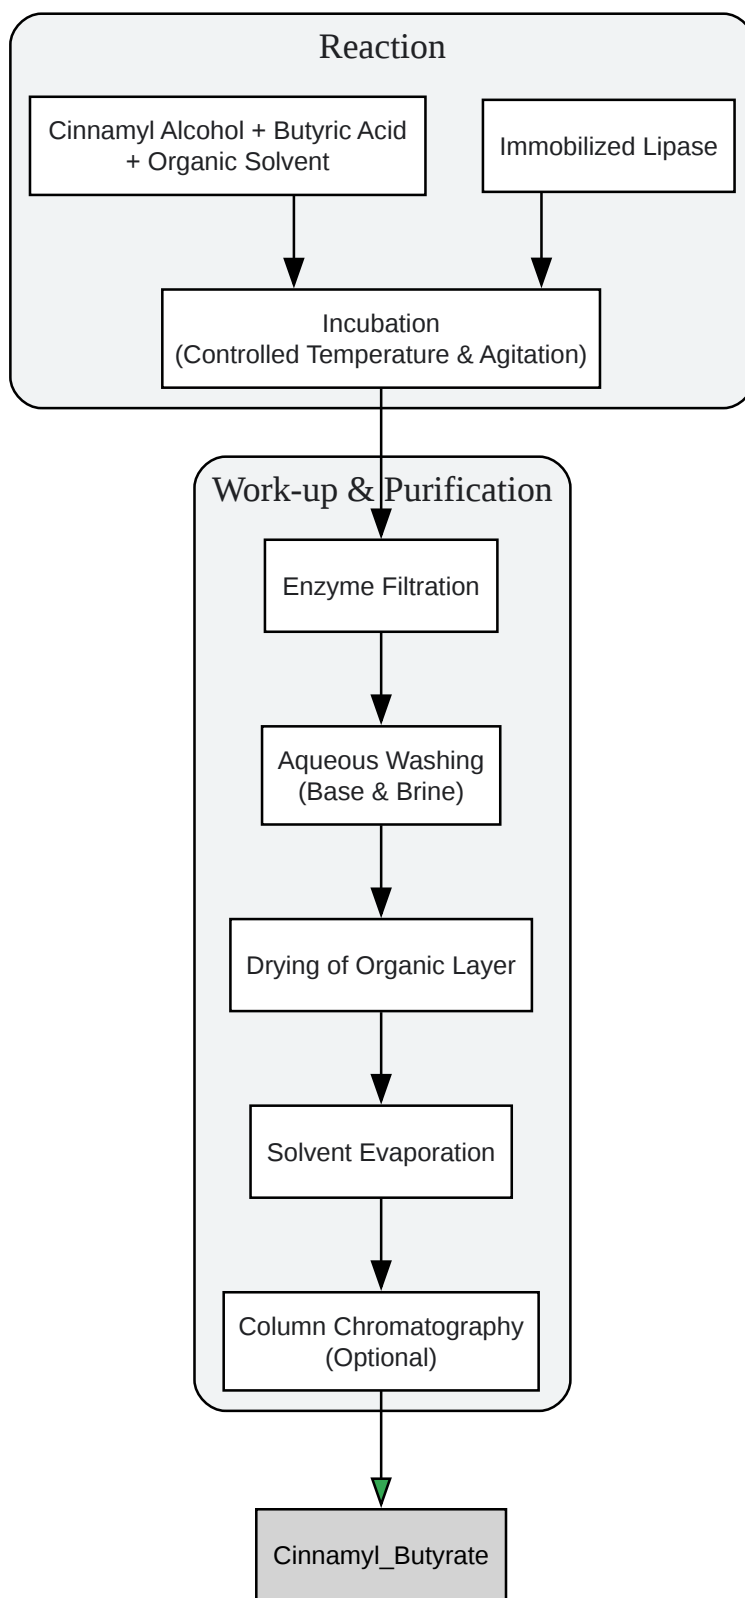 Reaction
Cinnamyl Alcohol + Butyric Acid
+ Organic Solvent
Immobilized Lipase
Incubation
(Controlled Temperature & Agitation)
Work-up & Purification
Enzyme Filtration
Aqueous Washing
(Base & Brine)
Drying of Organic Layer
Solvent Evaporation
Column Chromatography
(Optional)
Cinnamyl_Butyrate